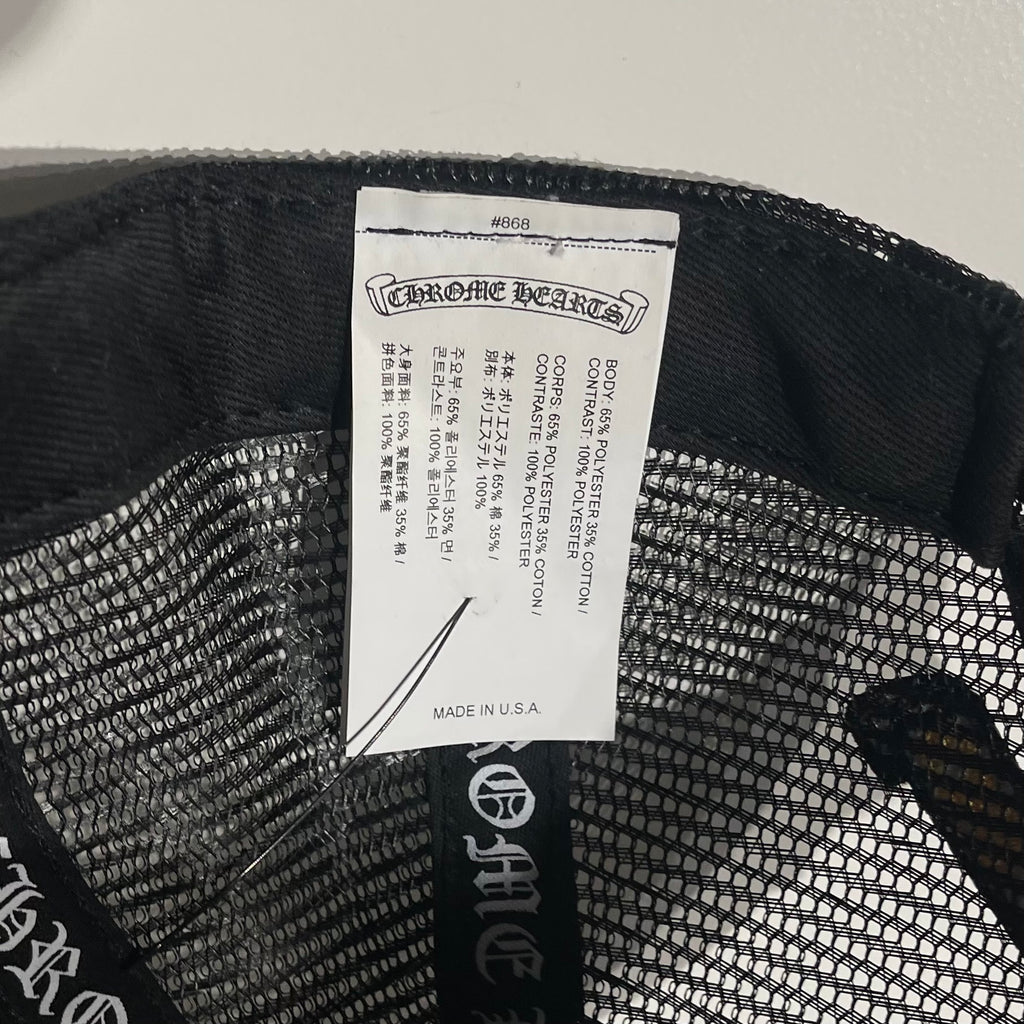 #868
CHROME HEARTS
BODY: 65% POLYESTER 35% COTTON /
CONTRAST: 100% POLYESTER
CORPS: 65% POLYESTER 35% COTON /
CONTRASTE: 100% POLYESTER
本体: ポリエステル 65% 棉 35% /
別布: ポリエステル 100%
주요부: 65% 폴리에스터 35% 면 /
콘트라스트: 100% 폴리에스터
大身面料: 65% 聚酯纤维 35% 棉 /
拼色面料: 100% 聚酯纤维
MADE IN U.S.A.
ROME
HRO